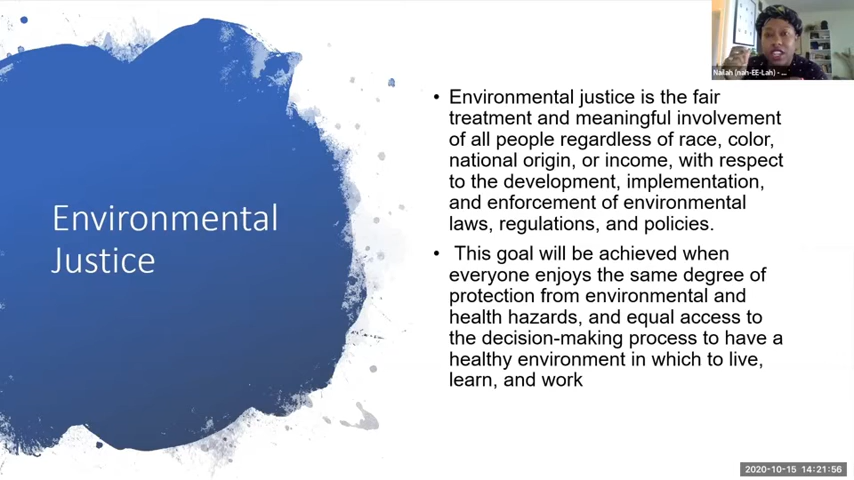 Nailah (nah-EE-Lah) - ...
• Environmental justice is the fair
treatment and meaningful involvement
of all people regardless of race, color,
national origin, or income, with respect
to the development, implementation,
and enforcement of environmental
laws, regulations, and policies.
Environmental
Justice
• This goal will be achieved when
everyone enjoys the same degree of
protection from environmental and
health hazards, and equal access to
the decision-making process to have a
healthy environment in which to live,
learn, and work
2020-10-15 14:21:56